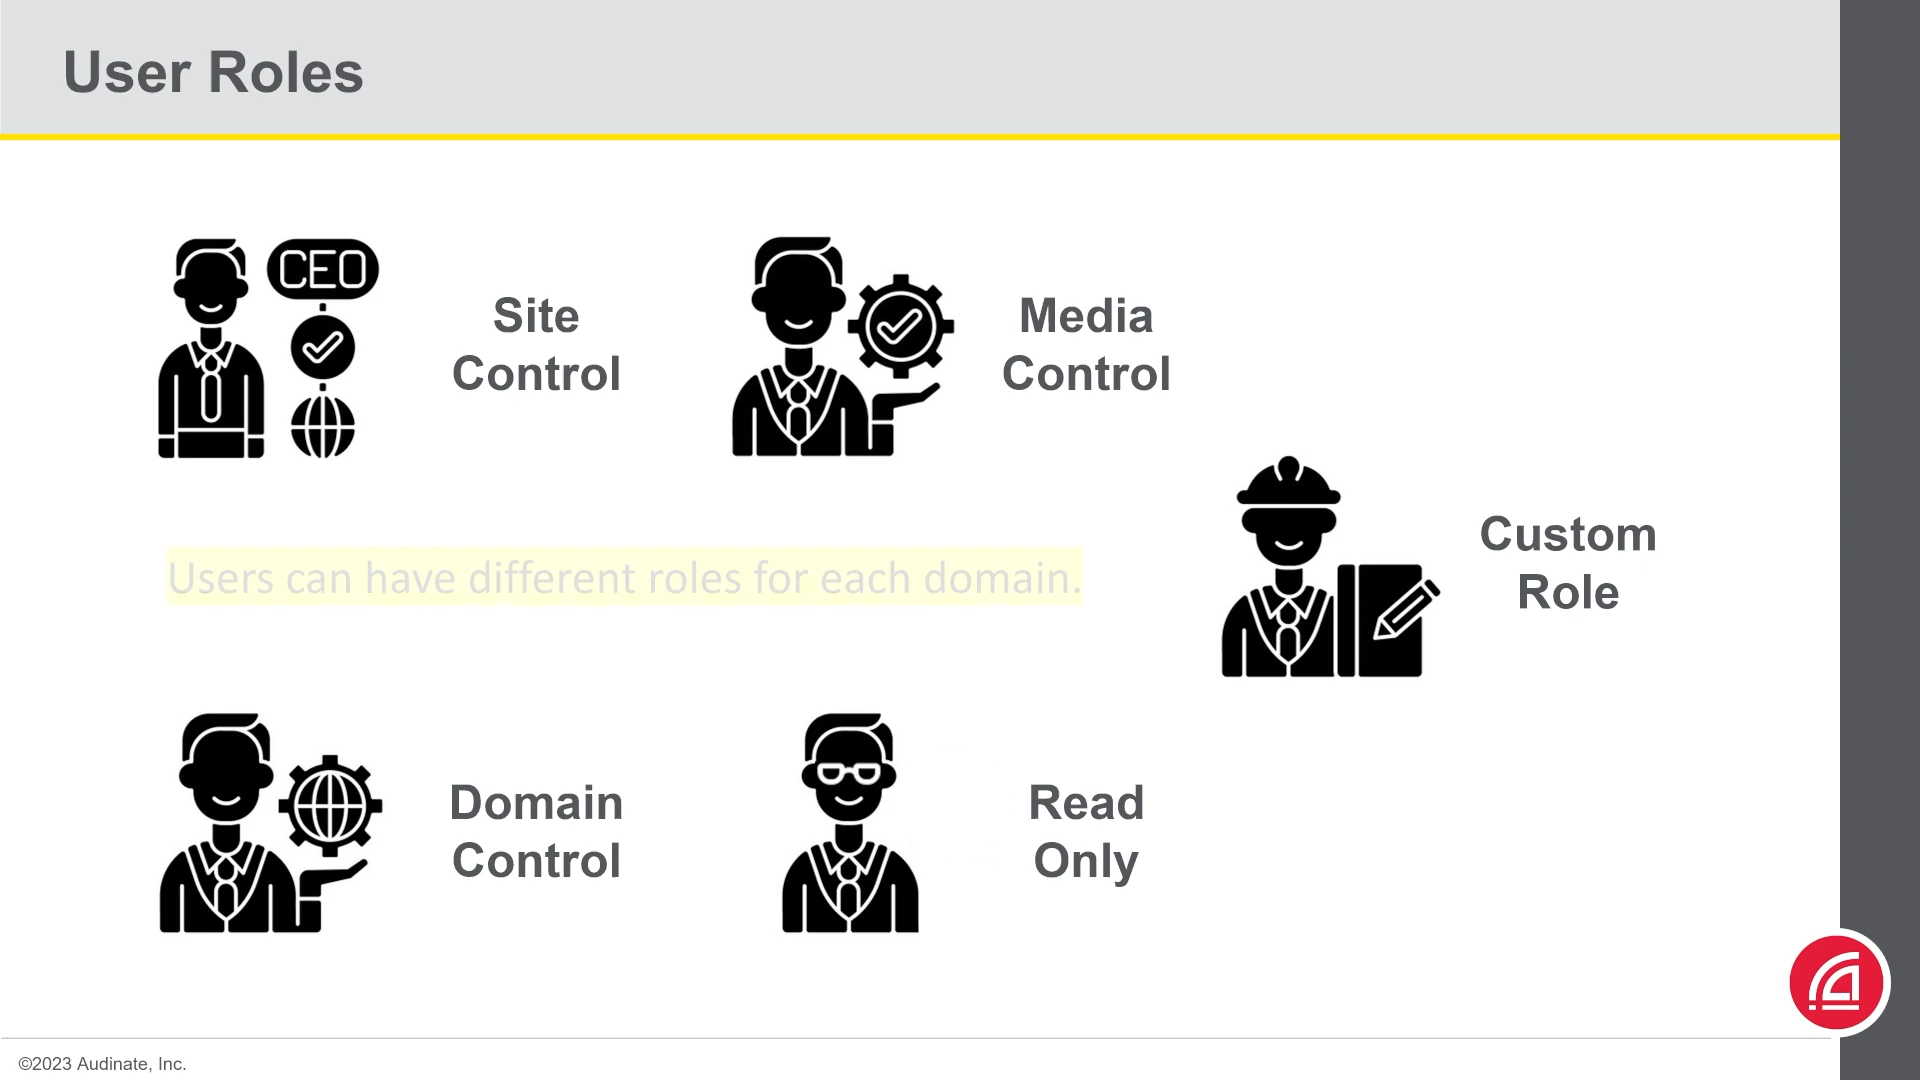 User Roles
CEO
Site
Control
Media
Control
Custom
Role
Users can have different roles for each domain.
Domain
Control
Read
Only
©2023 Audinate, Inc.